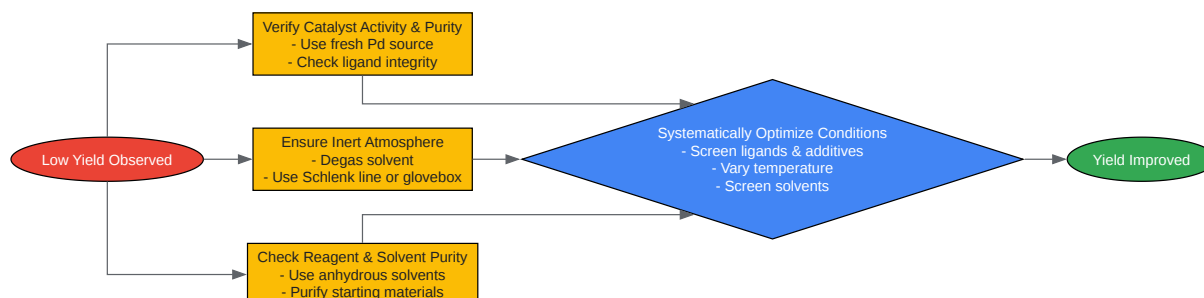 Verify Catalyst Activity & Purity
- Use fresh Pd source
- Check ligand integrity
Low Yield Observed
Ensure Inert Atmosphere
- Degas solvent
- Use Schlenk line or glovebox
Check Reagent & Solvent Purity
- Use anhydrous solvents
- Purify starting materials
Systematically Optimize Conditions
- Screen ligands & additives
- Vary temperature
- Screen solvents
Yield Improved